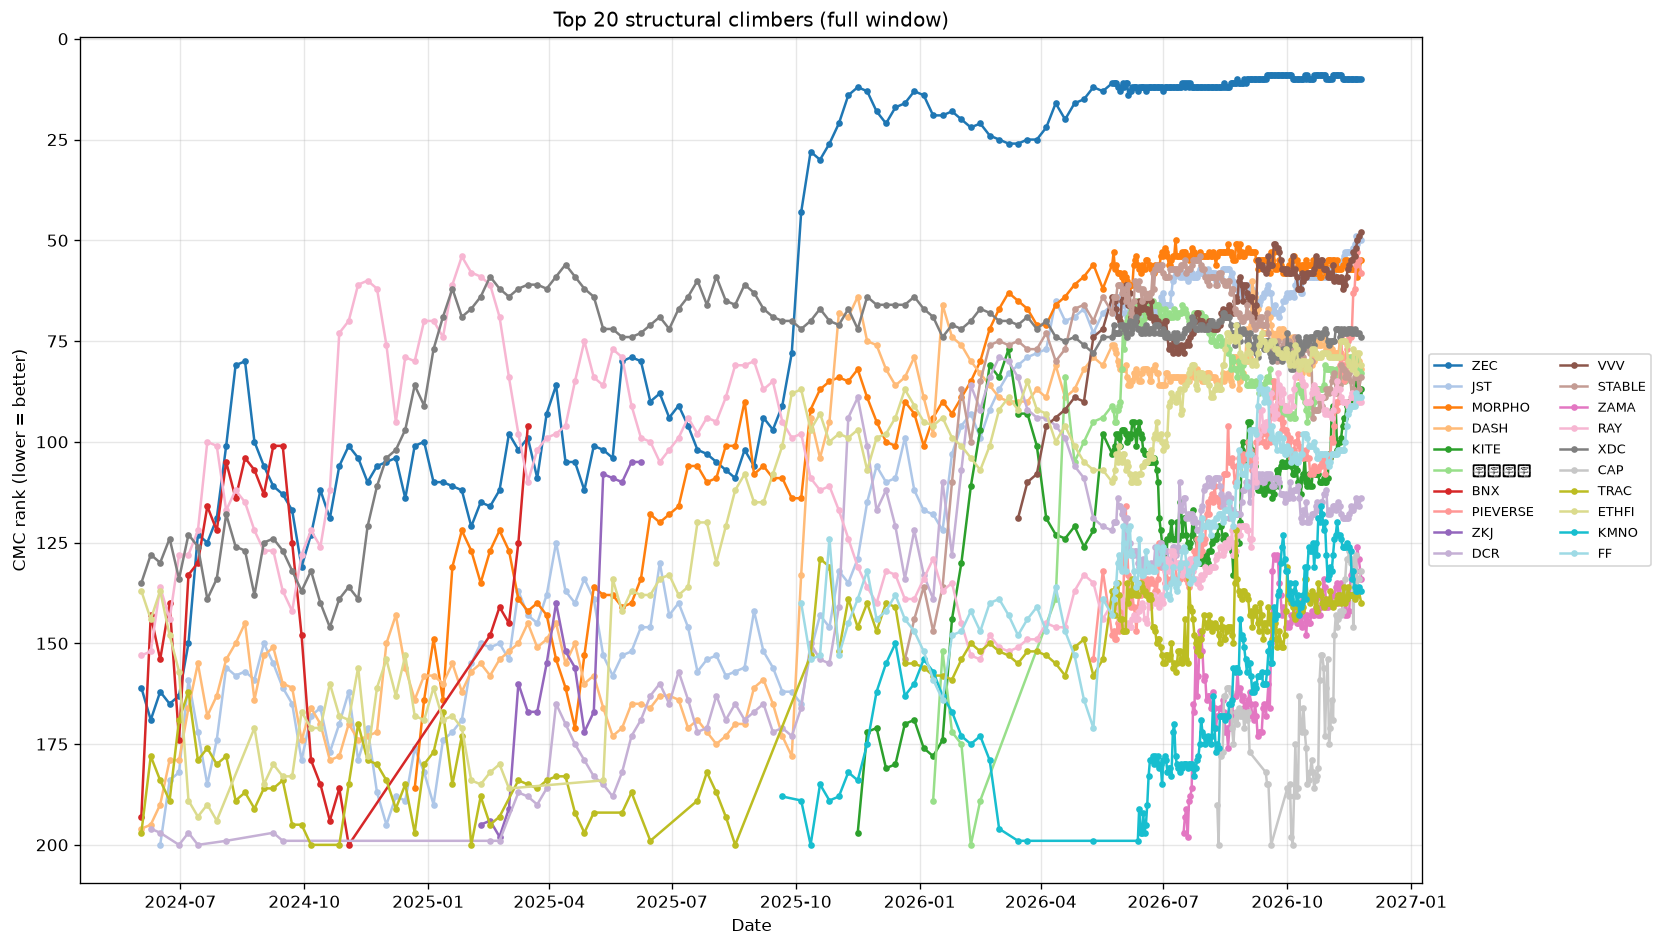 Top 20 structural climbers (full window)
0
25
50
75
100
125
150
175
200
CMC rank (lower = better)
2024-07
2024-10
2025-01
2025-04
2025-07
2025-10
2026-01
2026-04
2026-07
2026-10
2027-01
Date
ZEC
JST
MORPHO
DASH
KITE
BNX
PIEVERSE
ZKJ
DCR
VVV
STABLE
ZAMA
RAY
XDC
CAP
TRAC
ETHFI
KMNO
FF